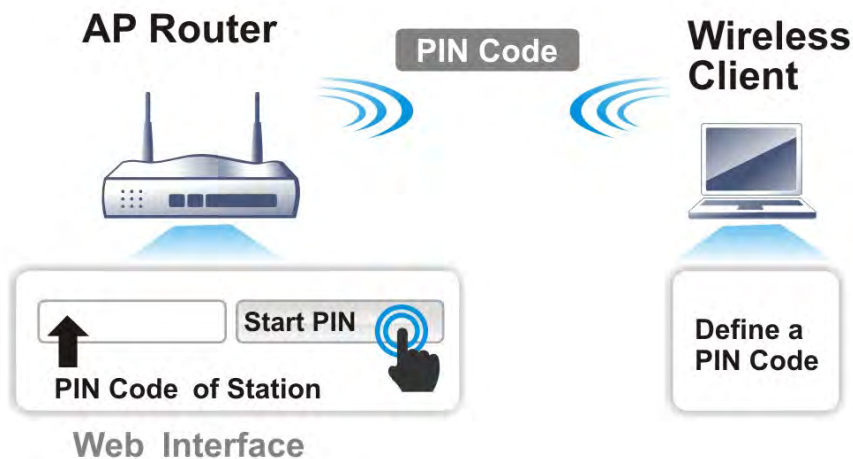 AP Router
PIN Code
Wireless
Client
Start PIN
PIN Code of Station
Define a
PIN Code
Web Interface